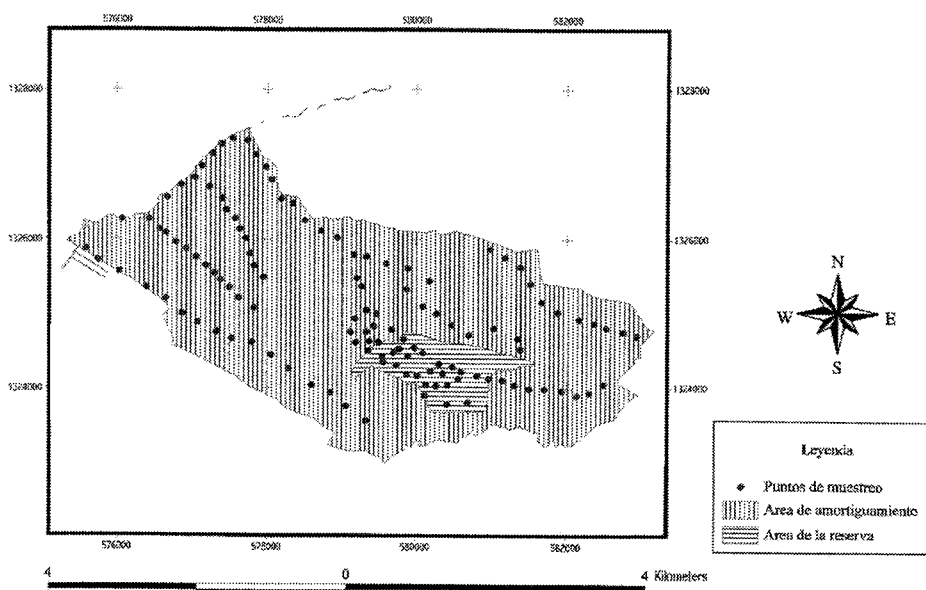 576000 578000 580000 582000
1328000 1328000
1326000 1326000
1324000 1324000
576000 578000 580000 582000
N
W E
S
Leyenda
Puntos de muestreo
Area de amortiguamiento
Area de la reserva
4 0 4 Kilometers